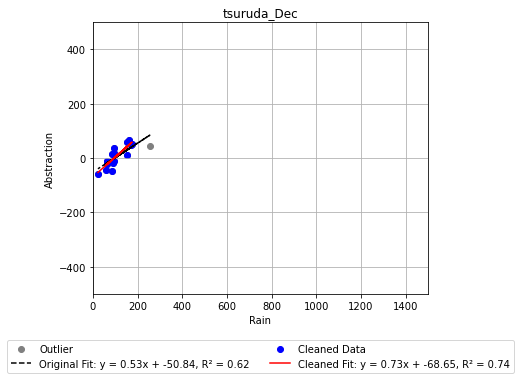 tsuruda_Dec
400
200
0
−200
−400
Abstraction
0 200 400 600 800 1000 1200 1400
Rain
Outlier
Cleaned Data
Original Fit: y = 0.53x + -50.84, R² = 0.62
Cleaned Fit: y = 0.73x + -68.65, R² = 0.74